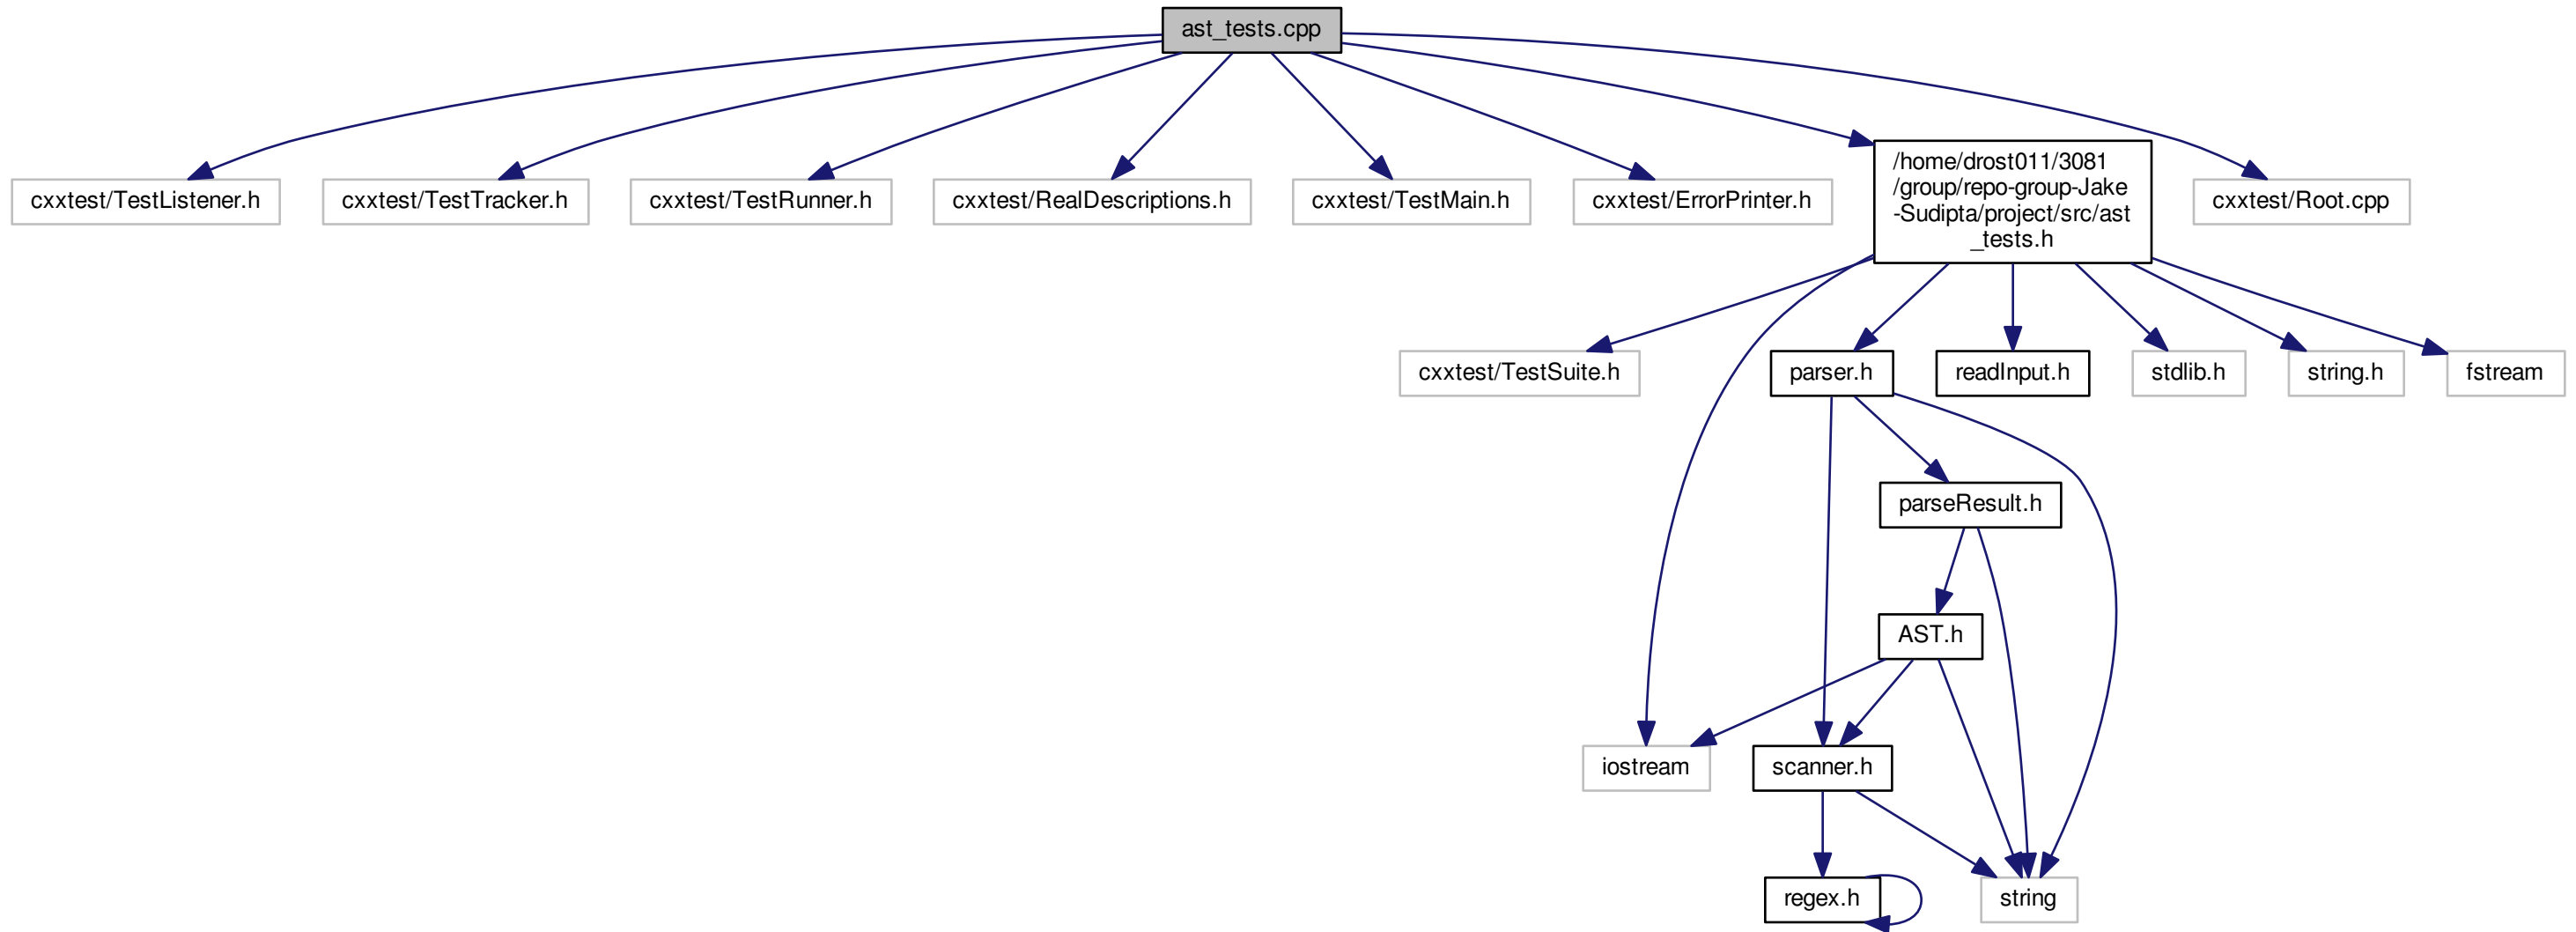 ast_tests.cpp
cxxtest/TestListener.h
cxxtest/TestTracker.h
cxxtest/TestRunner.h
cxxtest/RealDescriptions.h
cxxtest/TestMain.h
cxxtest/ErrorPrinter.h
/home/drost011/3081
/group/repo-group-Jake
-Sudipta/project/src/ast
_tests.h
cxxtest/Root.cpp
cxxtest/TestSuite.h
parser.h
readInput.h
stdlib.h
string.h
fstream
parseResult.h
AST.h
iostream
scanner.h
regex.h
string